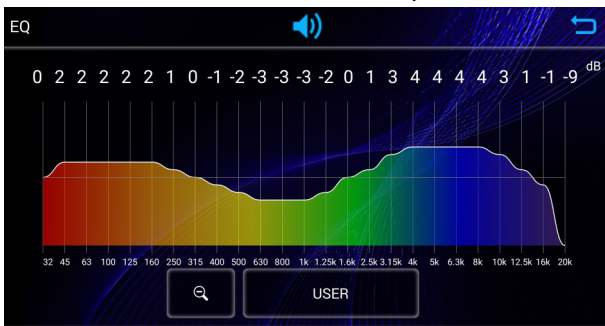 EQ
dB
0 2 2 2 2 2 1 0 -1 -2 -3 -3 -3 -2 0 1 3 4 4 4 4 3 1 -1 -9
32 45 63 100 125 160 250 315 400 500 630 800 1k 1.25k 1.6k 2.5k 3.15k 4k 5k 6.3k 8k 10k 12.5k 16k 20k
USER